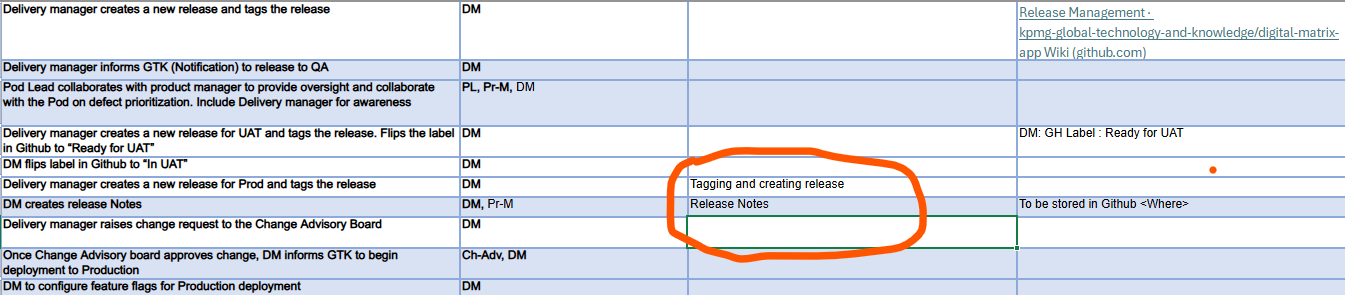 Delivery manager creates a new release and tags the release DM Release Management ·
kpmg-global-technology-and-knowledge/digital-matrix-
app Wiki (github.com)
Delivery manager informs GTK (Notification) to release to QA DM
Pod Lead collaborates with product manager to provide oversight and collaborate PL, Pr-M, DM
with the Pod on defect prioritization. Include Delivery manager for awareness
Delivery manager creates a new release for UAT and tags the release. Flips the label DM DM: GH Label : Ready for UAT
in Github to “Ready for UAT”
DM flips label in Github to “In UAT” DM
Delivery manager creates a new release for Prod and tags the release DM Tagging and creating release
DM creates release Notes DM, Pr-M Release Notes To be stored in Github <Where>
Delivery manager raises change request to the Change Advisory Board DM
Once Change Advisory board approves change, DM informs GTK to begin Ch-Adv, DM
deployment to Production
DM to configure feature flags for Production deployment DM